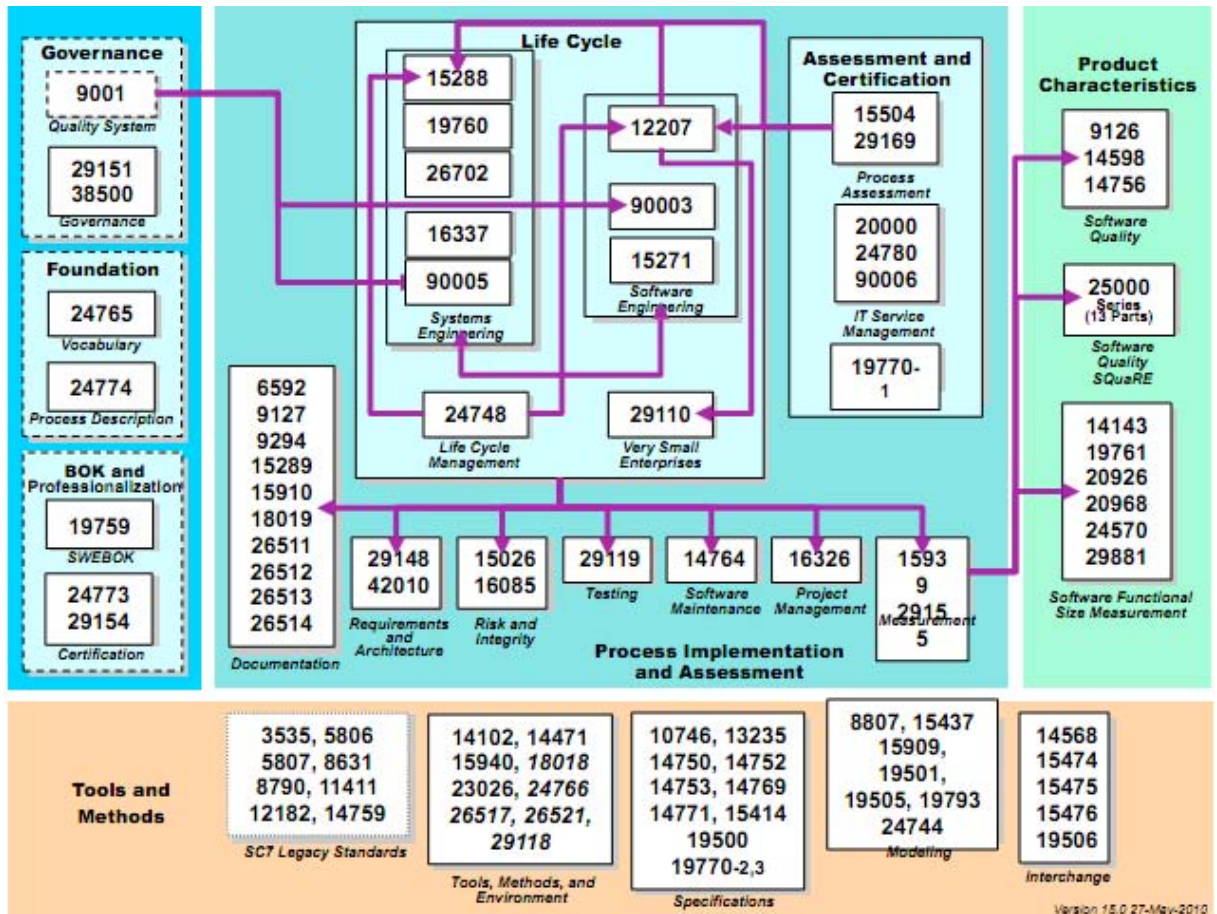 Governance
9001
Quality System
29151
38500
Governance
Foundation
24765
Vocabulary
24774
Process Description
BOK and
Professionalization
19759
SWEBOK
24773
29154
Certification
Life Cycle
15288
19760
26702
16337
90005
Systems
Engineering
12207
90003
15271
Software
Engineering
24748
Life Cycle
Management
29110
Very Small
Enterprises
Assessment and
Certification
15504
29169
Process
Assessment
20000
24780
90006
IT Service
Management
19770-
1
6592
9127
9294
15289
15910
18019
26511
26512
26513
26514
Documentation
29148
42010
Requirements
and
Architecture
15026
16085
Risk and
Integrity
29119
Testing
14764
Software
Maintenance
16326
Project
Management
1593
9
2915
5
Measurement
Process Implementation
and Assessment
Product
Characteristics
9126
14598
14756
Software
Quality
25000
Series
(13 Parts)
Software
Quality
SQuaRE
14143
19761
20926
20968
24570
29881
Software Functional
Size Measurement
Tools and
Methods
3535, 5806
5807, 8631
8790, 11411
12182, 14759
SC7 Legacy Standards
14102, 14471
15940, 18018
23026, 24766
26517, 26521,
29118
Tools, Methods, and
Environment
10746, 13235
14750, 14752
14753, 14769
14771, 15414
19500
19770-2,3
Specifications
8807, 15437
15909,
19501,
19505, 19793
24744
Modeling
14568
15474
15475
15476
19506
Interchange
Version 15.0 27-May-2010